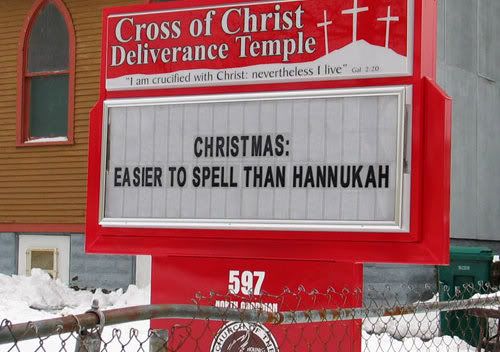 Cross of Christ
Deliverance Temple
"I am crucified with Christ: nevertheless I live" Gal 2:20
CHRISTMAS:
EASIER TO SPELL THAN HANNUKAH
597
NORTH